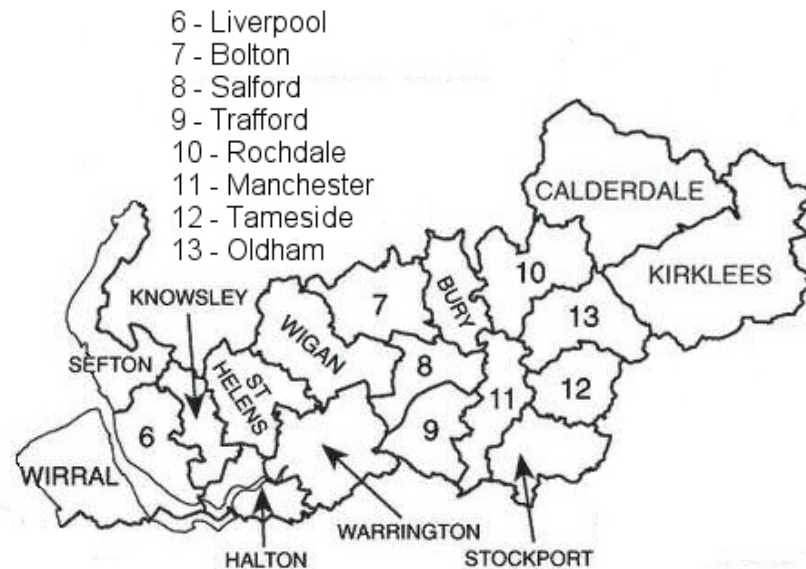 6 - Liverpool
7 - Bolton
8 - Salford
9 - Trafford
10 - Rochdale
11 - Manchester
12 - Tameside
13 - Oldham
CALDERDALE
KIRKLEES
KNOWSLEY
10
BURY
7
13
WIGAN
SEFTON
8
ST
HELENS
12
11
6
9
WIRRAL
WARRINGTON
HALTON
STOCKPORT